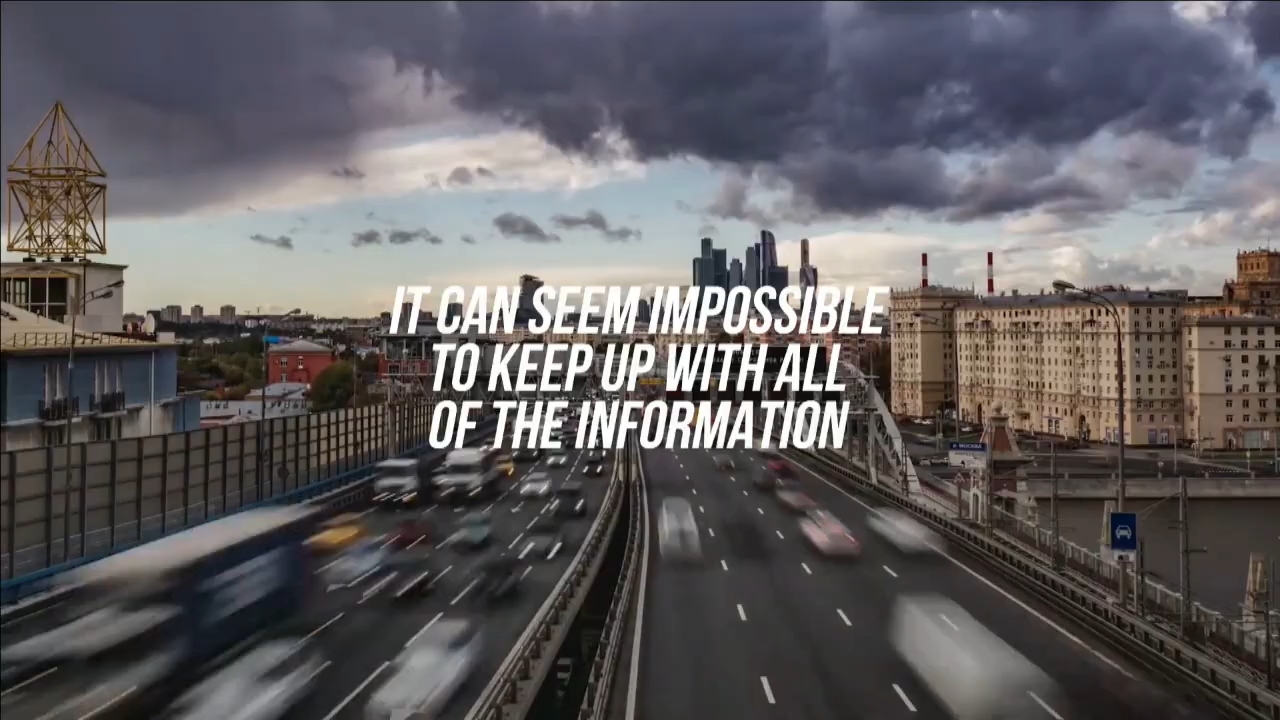 IT CAN SEEM IMPOSSIBLE
TO KEEP UP WITH ALL
OF THE INFORMATION